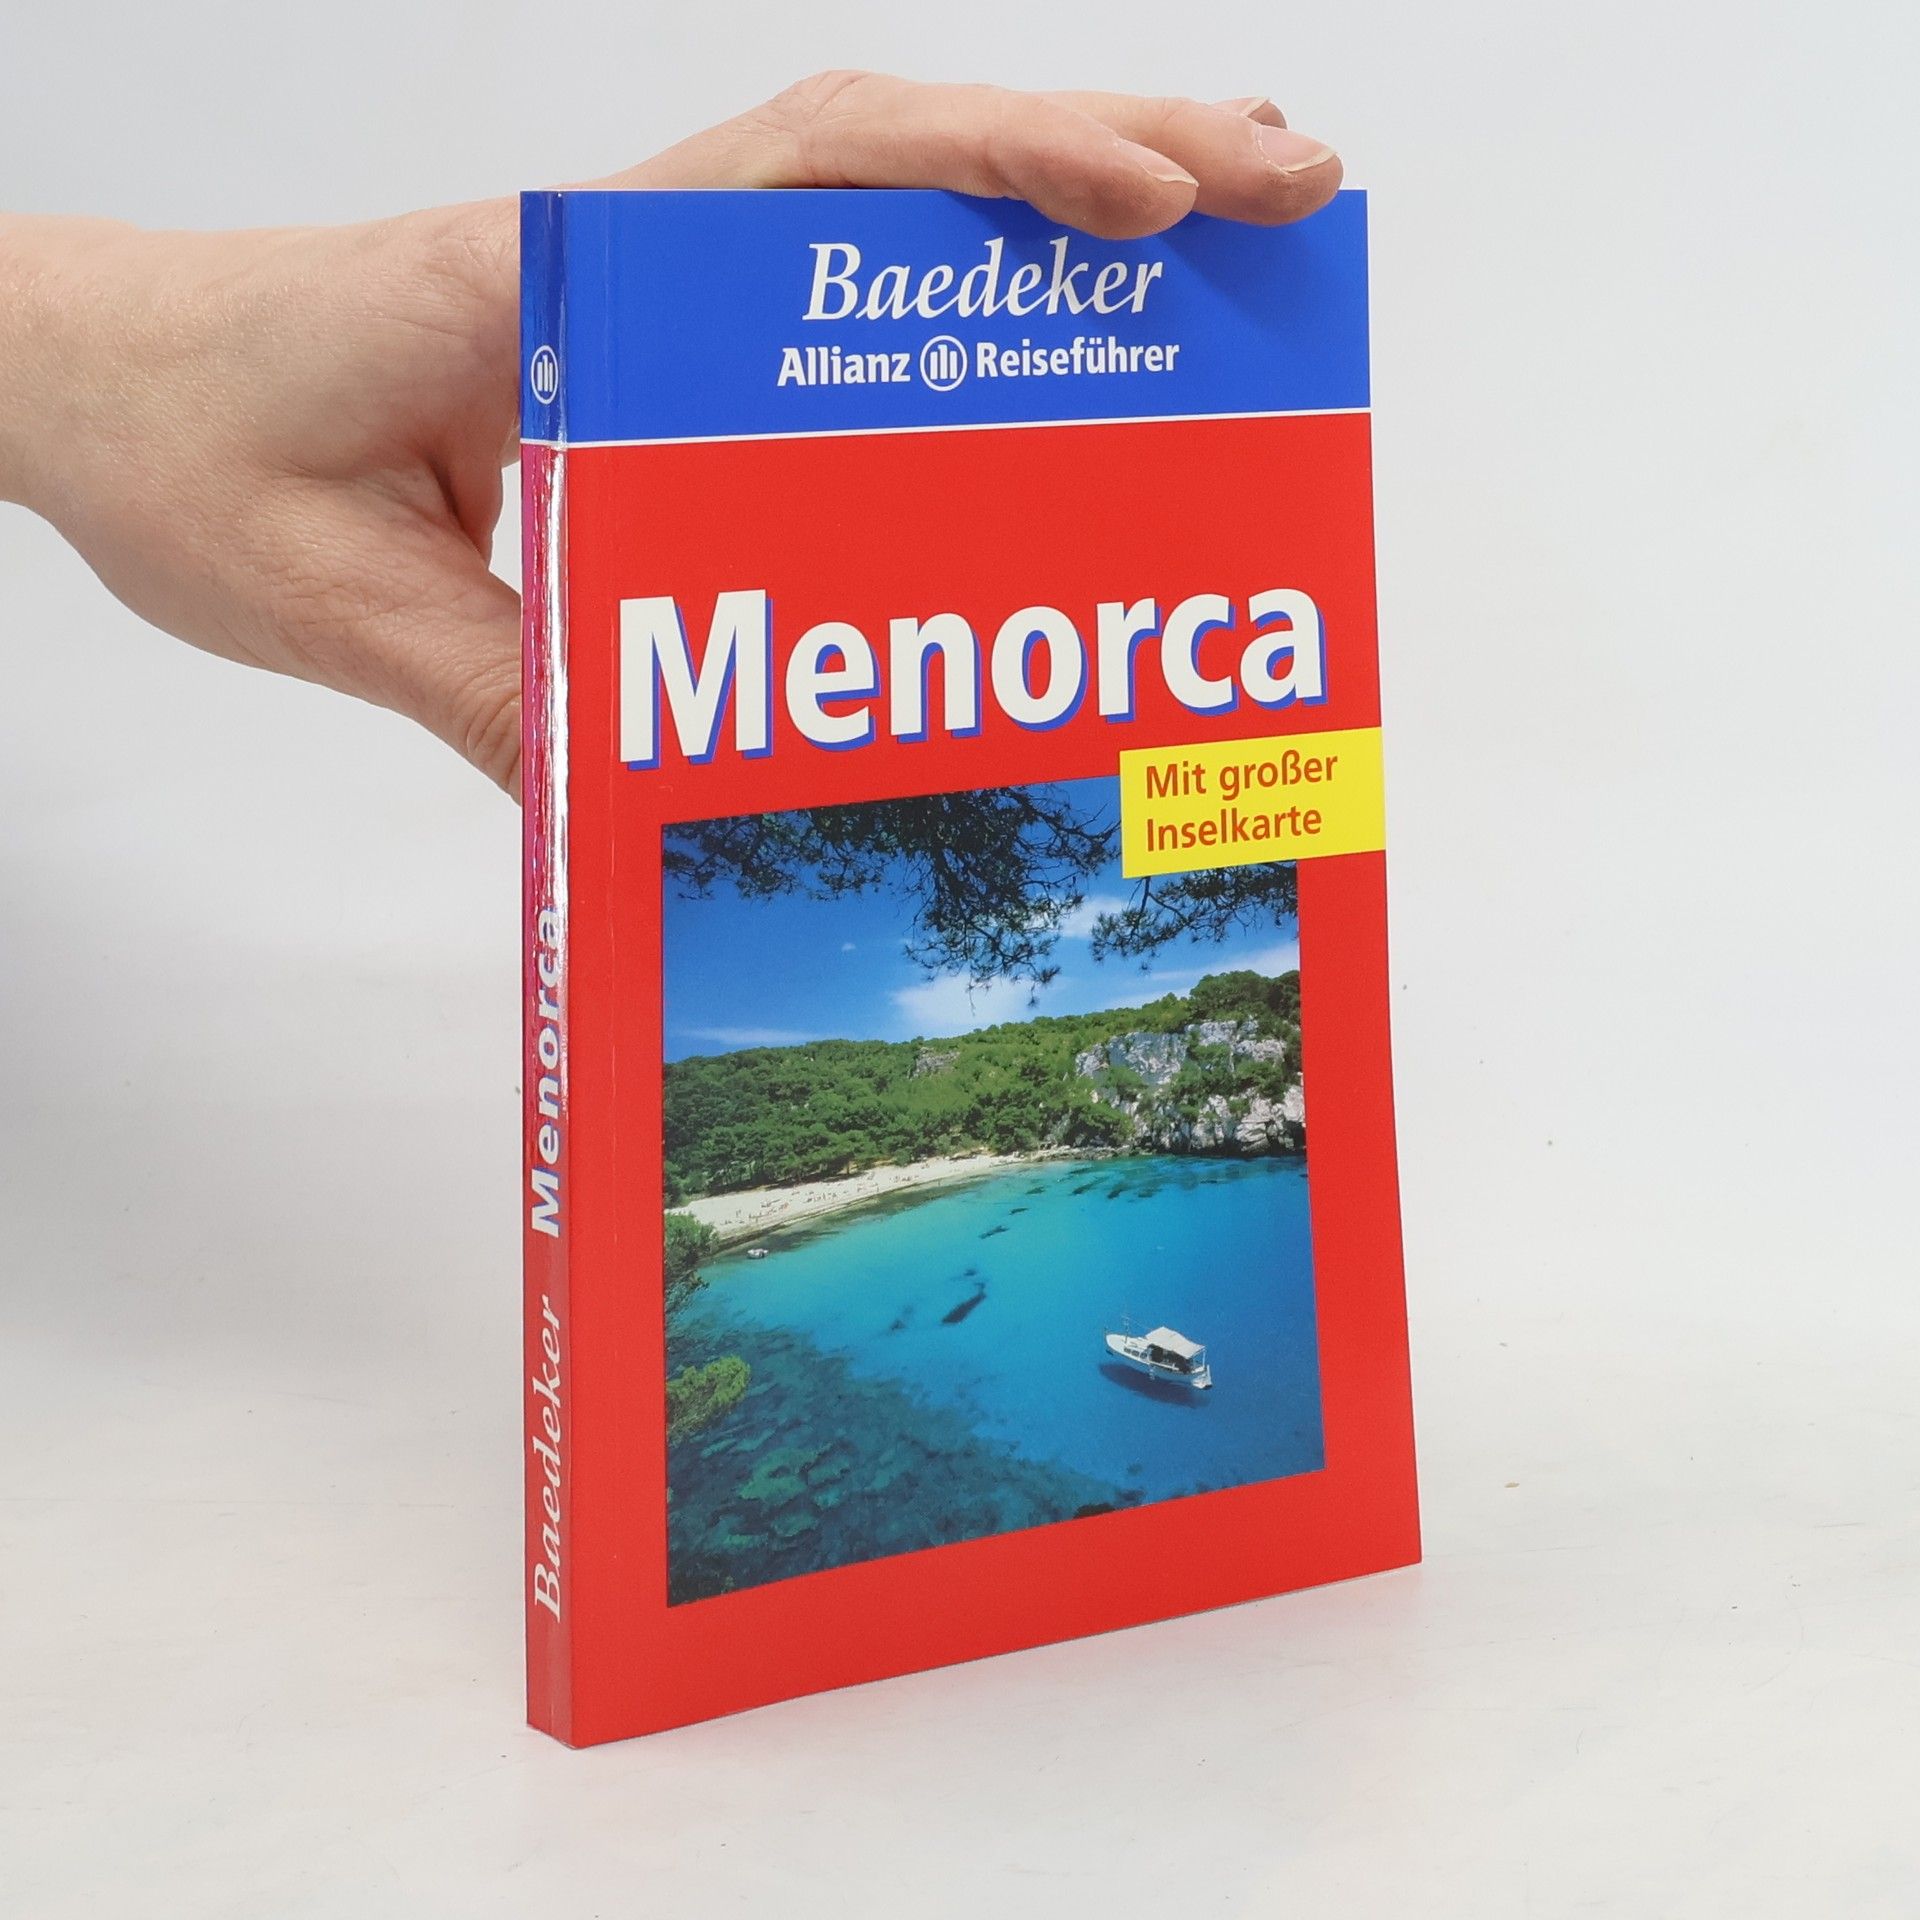 Baedeker
Allianz Reiseführer
Menorca
Mit großer
Inselkarte
Baedeker Menorca